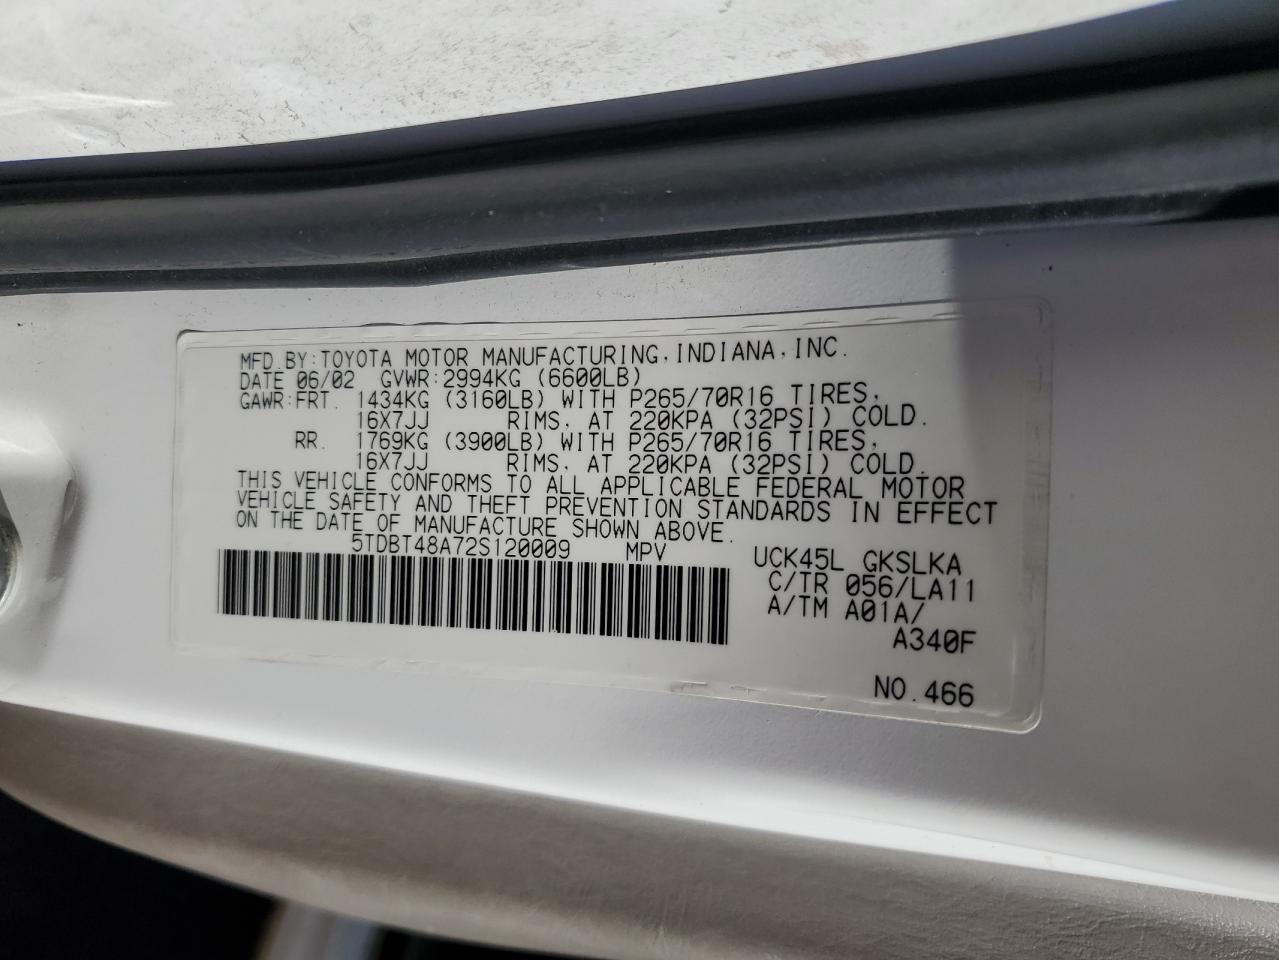 MFD.BY:TOYOTA MOTOR MANUFACTURING,INDIANA,INC.
DATE 06/02 GVWR:2994KG (6600LB)
GAWR:FRT. 1434KG (3160LB) WITH P265/70R16 TIRES,
16X7JJ RIMS, AT 220KPA (32PSI) COLD.
RR. 1769KG (3900LB) WITH P265/70R16 TIRES,
16X7JJ RIMS, AT 220KPA (32PSI) COLD.
THIS VEHICLE CONFORMS TO ALL APPLICABLE FEDERAL MOTOR
VEHICLE SAFETY AND THEFT PREVENTION STANDARDS IN EFFECT
ON THE DATE OF MANUFACTURE SHOWN ABOVE.
5TDBT48A72S120009 MPV
UCK45L GKSLKA
C/TR 056/LA11
A/TM A01A/
A340F
NO.466